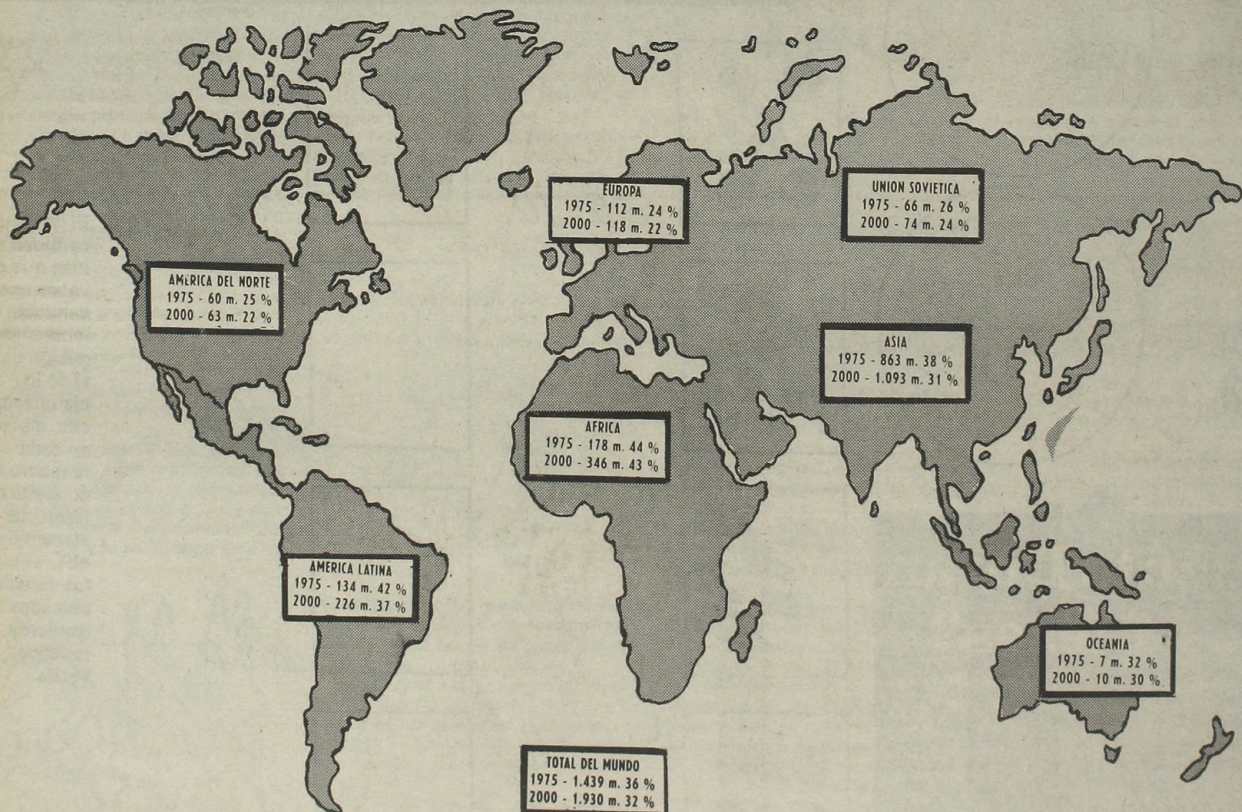 EUROPA
1975 - 112 m. 24 %
2000 - 118 m. 22 %
UNION SOVIETICA
1975 - 66 m. 26 %
2000 - 74 m. 24 %
AMERICA DEL NORTE
1975 - 60 m. 25 %
2000 - 63 m. 22 %
ASIA
1975 - 863 m. 38 %
2000 - 1.093 m. 31 %
AFRICA
1975 - 178 m. 44 %
2000 - 346 m. 43 %
AMERICA LATINA
1975 - 134 m. 42 %
2000 - 226 m. 37 %
OCEANIA
1975 - 7 m. 32 %
2000 - 10 m. 30 %
TOTAL DEL MUNDO
1975 - 1.439 m. 36 %
2000 - 1.930 m. 32 %